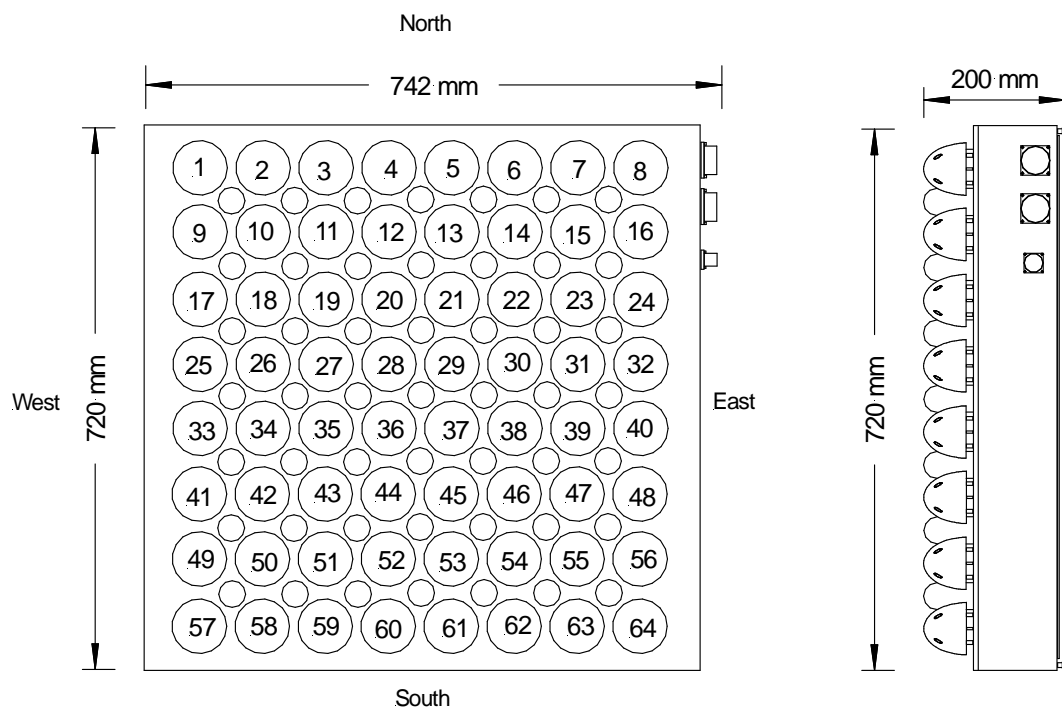 North
742 mm
200 mm
1 2 3 4 5 6 7 8
9 10 11 12 13 14 15 16
17 18 19 20 21 22 23 24
25 26 27 28 29 30 31 32
West
720 mm
East
720 mm
33 34 35 36 37 38 39 40
41 42 43 44 45 46 47 48
49 50 51 52 53 54 55 56
57 58 59 60 61 62 63 64
South